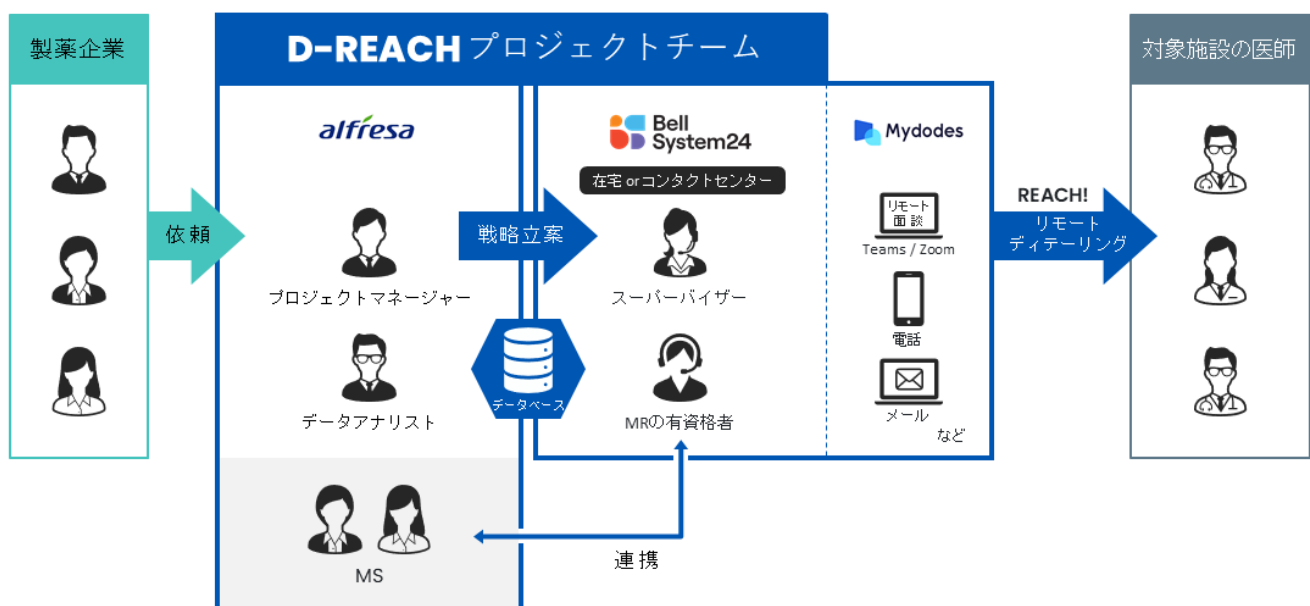 製薬企業
依頼
D-REACH プロジェクトチーム
alfresa
プロジェクトマネージャー
データアナリスト
MS
戦略立案
データベース
Bell
System24
在宅 orコンタクトセンター
スーパーバイザー
MRの有資格者
連携
Mydodes
リモート
面談
Teams / Zoom
電話
メール
など
REACH!
リモート
ディテーリング
対象施設の医師